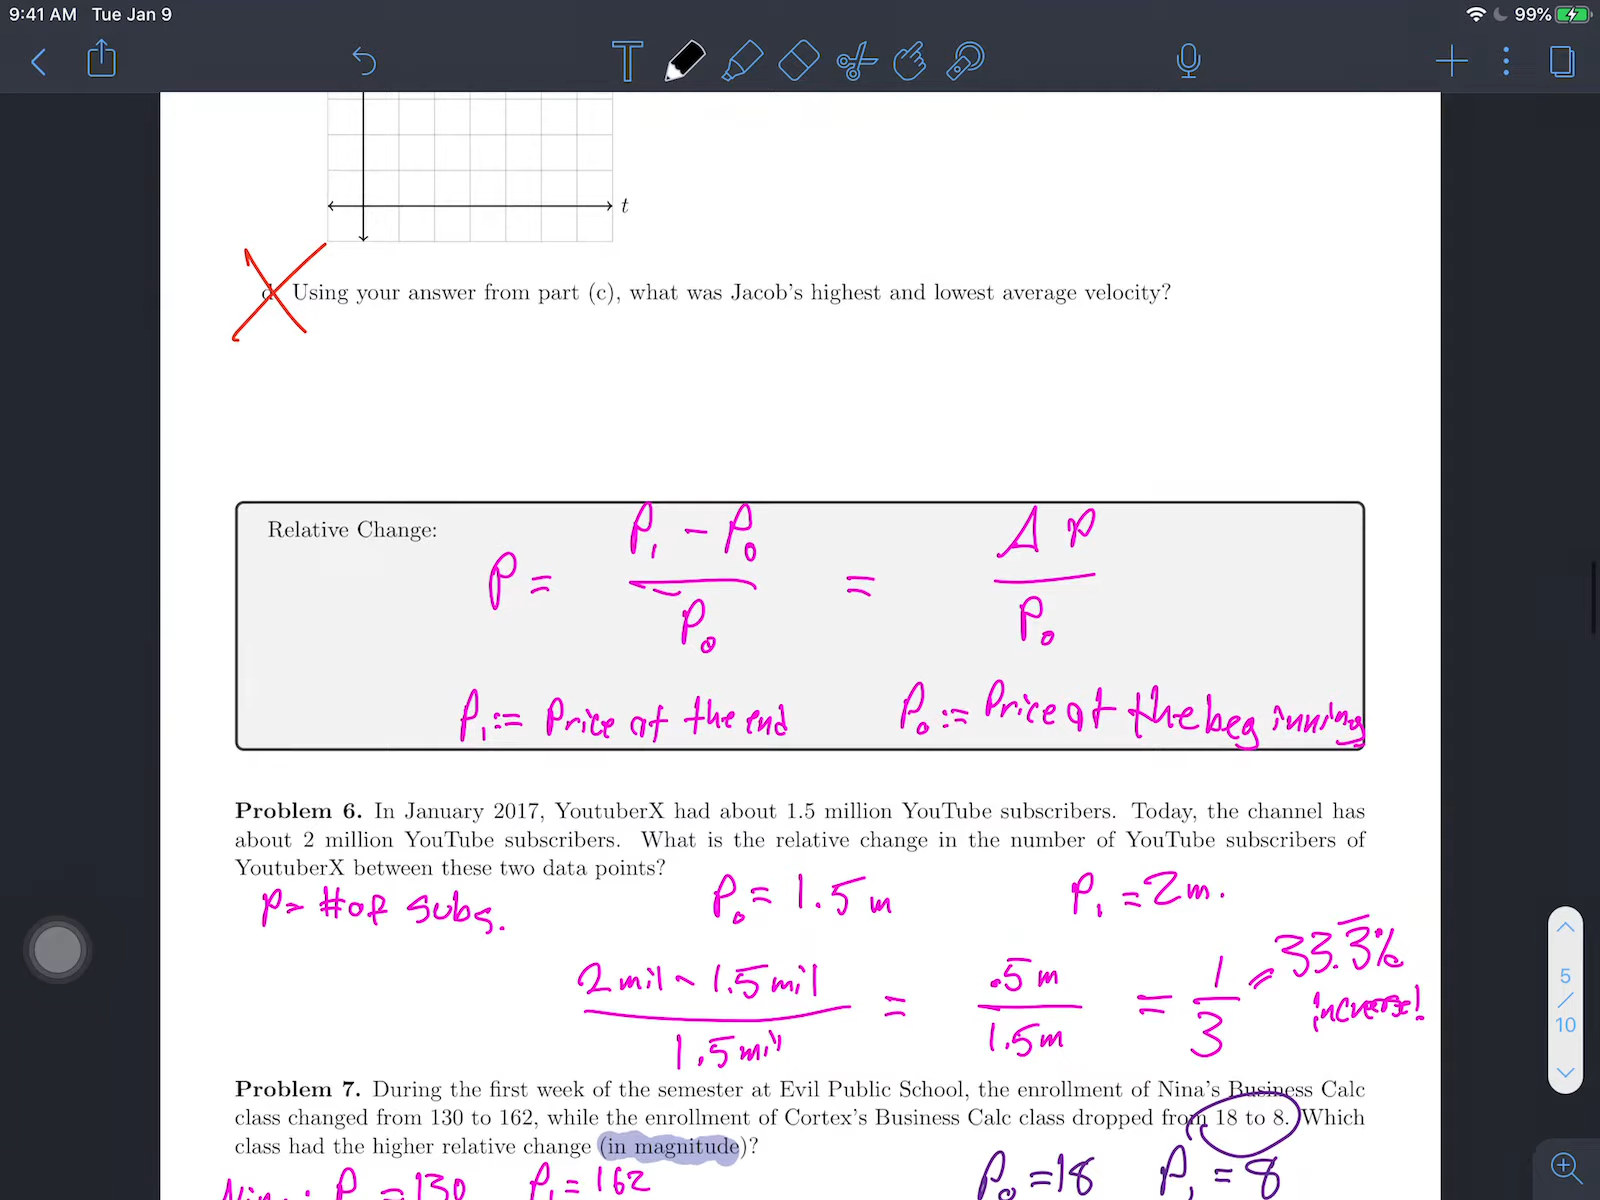 9:41 AM Tue Jan 9
99%
t
d. Using your answer from part (c), what was Jacob's highest and lowest average velocity?
Relative Change:
P = (P₁ - P₀) / P₀ = ΔP / P₀
P₁ := Price at the end
P₀ := Price at the beginning
Problem 6. In January 2017, YoutuberX had about 1.5 million YouTube subscribers. Today, the channel has
about 2 million YouTube subscribers. What is the relative change in the number of YouTube subscribers of
YoutuberX between these two data points?
P = # of subs. P₀ = 1.5 m P₁ = 2 m.
(2 mil - 1.5 mil) / 1.5 mil = .5 m / 1.5 m = 1/3 = 33.3̅% increase!
Problem 7. During the first week of the semester at Evil Public School, the enrollment of Nina's Business Calc
class changed from 130 to 162, while the enrollment of Cortex's Business Calc class dropped from 18 to 8. Which
class had the higher relative change (in magnitude)?
Nina: P₀ = 130 P₁ = 162
P₀ = 18 P₁ = 8
5
/
10